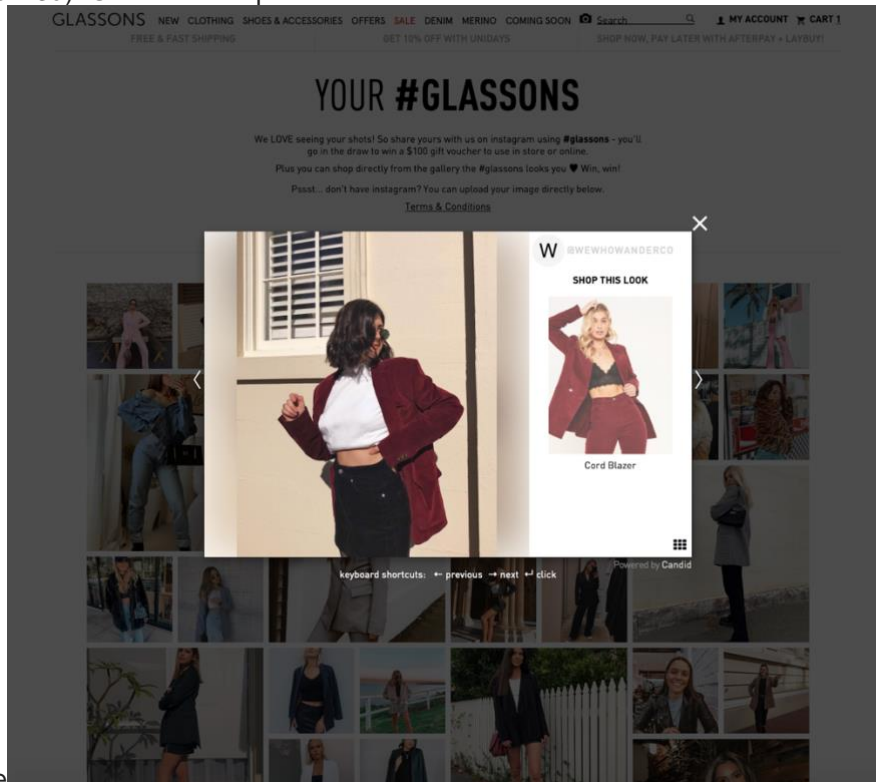 GLASSONS NEW CLOTHING SHOES & ACCESSORIES OFFERS SALE DENIM MERINO COMING SOON Search MY ACCOUNT CART 1
FREE & FAST SHIPPING GET 10% OFF WITH UNIDAYS SHOP NOW, PAY LATER WITH AFTERPAY + LAYBUY!
YOUR #GLASSONS
We LOVE seeing your shots! So share yours with us on instagram using #glassons - you'll
go in the draw to win a $100 gift voucher to use in store or online.
Plus you can shop directly from the gallery the #glassons looks you ♥ Win, win!
Pssst... don't have instagram? You can upload your image directly below.
Terms & Conditions
W @WEWHOWANDERCO
SHOP THIS LOOK
Cord Blazer
Powered by Candid
keyboard shortcuts: ← previous → next ↵ click